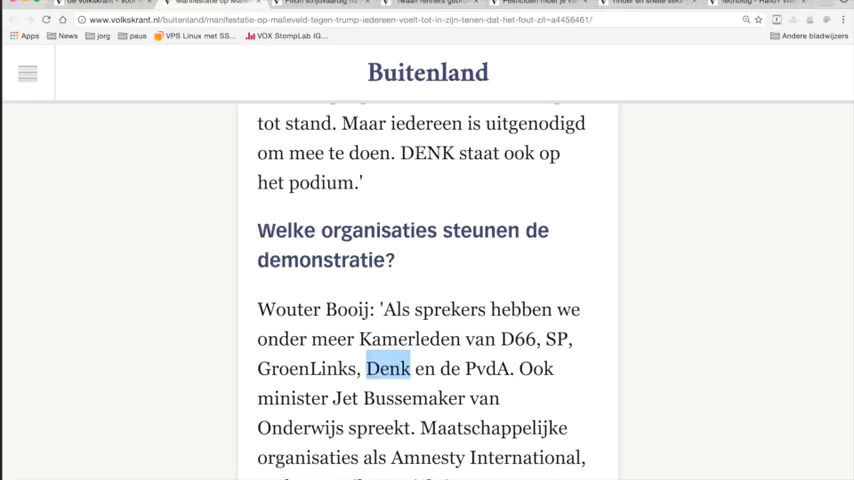 www.volkskrant.nl/buitenland/manifestatie-op-malieveld-tegen-trump-iedereen-voelt-tot-in-zijn-tenen-dat-het-fout-zit~a4456461/
Apps News jorg paus VPS Linux met SS... VOX StompLab IG... Andere bladwijzers
Buitenland
tot stand. Maar iedereen is uitgenodigd
om mee te doen. DENK staat ook op
het podium.'
Welke organisaties steunen de
demonstratie?
Wouter Booij: 'Als sprekers hebben we
onder meer Kamerleden van D66, SP,
GroenLinks, Denk en de PvdA. Ook
minister Jet Bussemaker van
Onderwijs spreekt. Maatschappelijke
organisaties als Amnesty International,